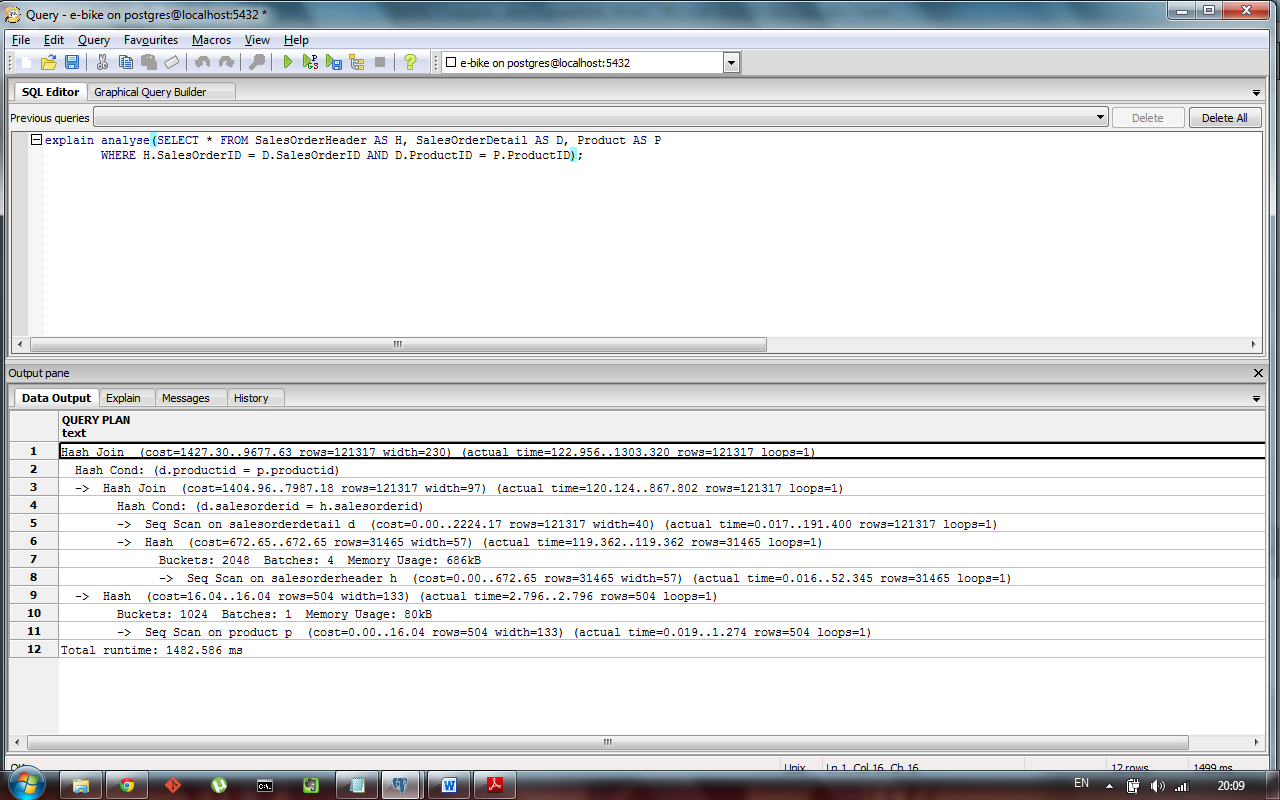 Query - e-bike on postgres@localhost:5432 *
File Edit Query Favourites Macros View Help
e-bike on postgres@localhost:5432
SQL Editor Graphical Query Builder
Previous queries Delete Delete All
explain analyse(SELECT * FROM SalesOrderHeader AS H, SalesOrderDetail AS D, Product AS P
WHERE H.SalesOrderID = D.SalesOrderID AND D.ProductID = P.ProductID);
Output pane
Data Output Explain Messages History
QUERY PLAN
text
1 Hash Join (cost=1427.30..9677.63 rows=121317 width=230) (actual time=122.956..1303.320 rows=121317 loops=1)
2 Hash Cond: (d.productid = p.productid)
3 -> Hash Join (cost=1404.96..7987.18 rows=121317 width=97) (actual time=120.124..867.802 rows=121317 loops=1)
4 Hash Cond: (d.salesorderid = h.salesorderid)
5 -> Seq Scan on salesorderdetail d (cost=0.00..2224.17 rows=121317 width=40) (actual time=0.017..191.400 rows=121317 loops=1)
6 -> Hash (cost=672.65..672.65 rows=31465 width=57) (actual time=119.362..119.362 rows=31465 loops=1)
7 Buckets: 2048 Batches: 4 Memory Usage: 686kB
8 -> Seq Scan on salesorderheader h (cost=0.00..672.65 rows=31465 width=57) (actual time=0.016..52.345 rows=31465 loops=1)
9 -> Hash (cost=16.04..16.04 rows=504 width=133) (actual time=2.796..2.796 rows=504 loops=1)
10 Buckets: 1024 Batches: 1 Memory Usage: 80kB
11 -> Seq Scan on product p (cost=0.00..16.04 rows=504 width=133) (actual time=0.019..1.274 rows=504 loops=1)
12 Total runtime: 1482.586 ms
OK Unix Ln 1, Col 16, Ch 16 12 rows 1499 ms
EN 20:09